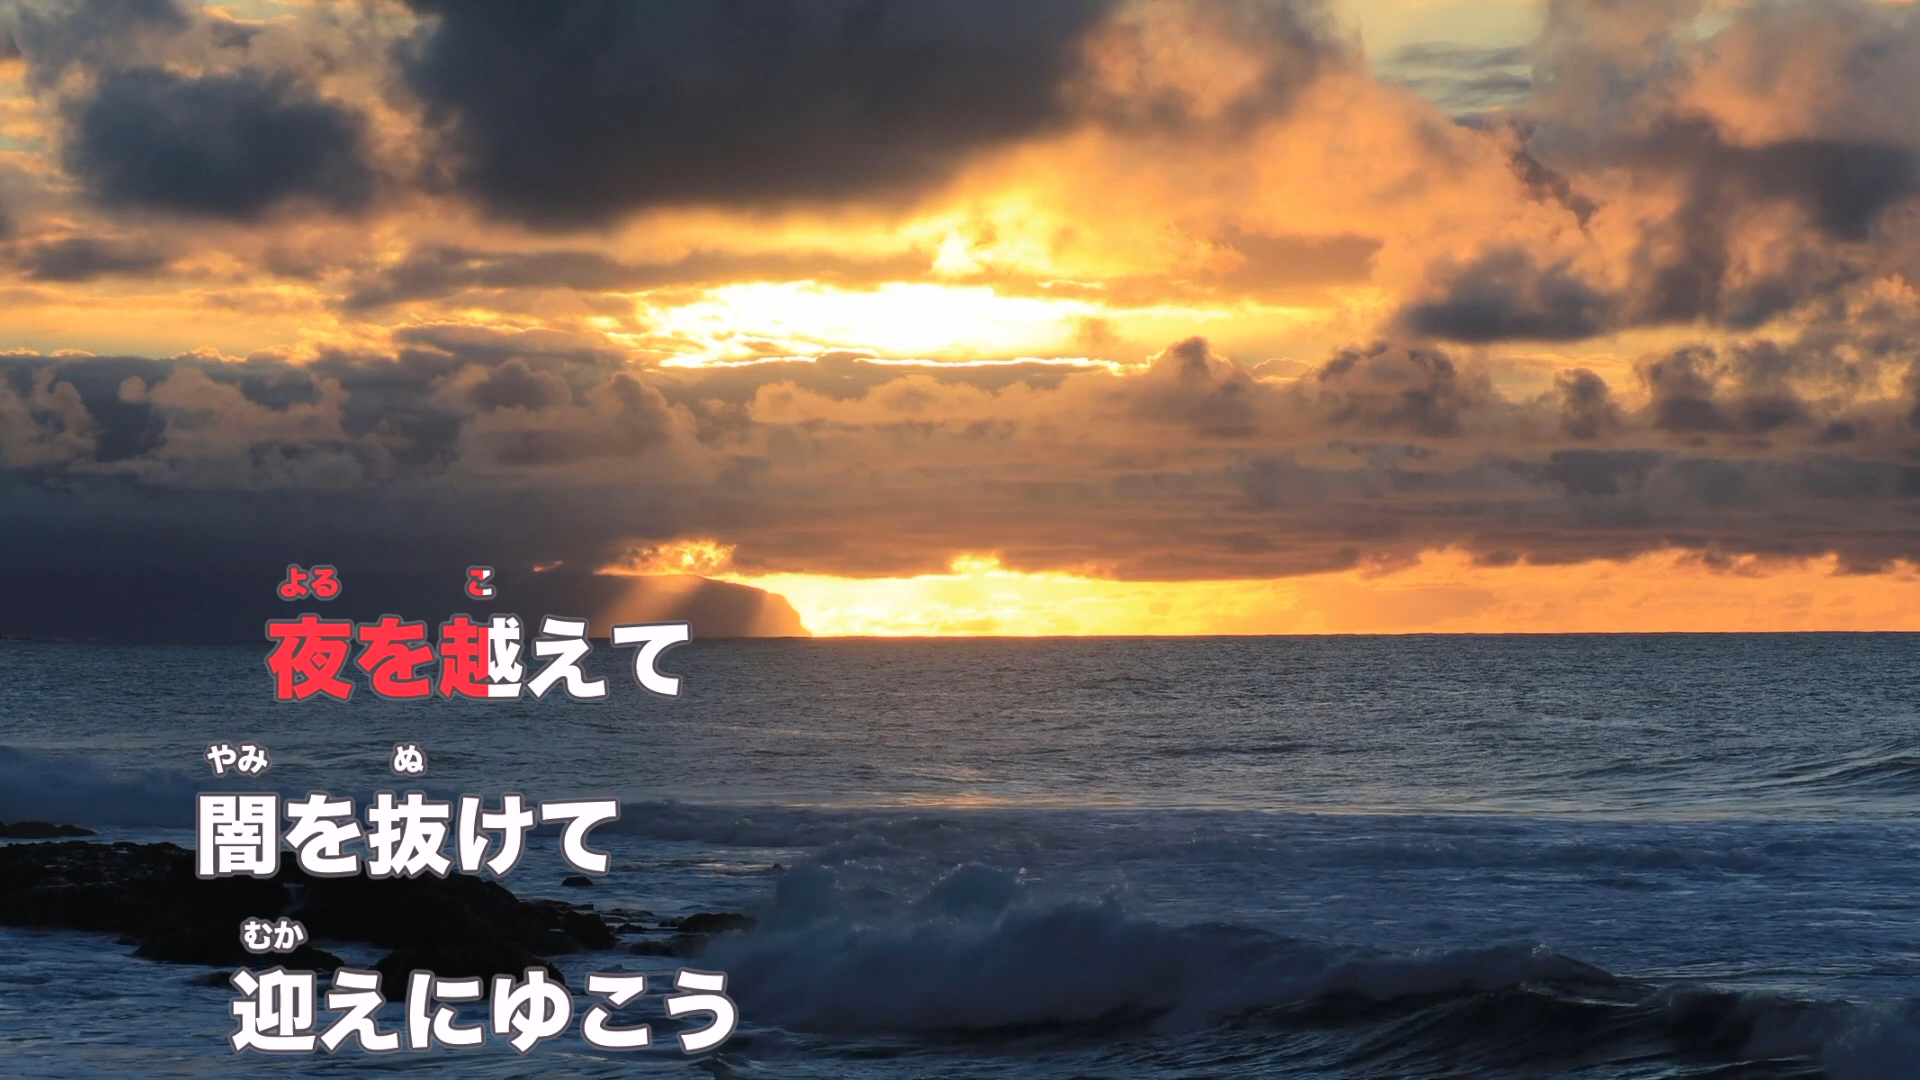 よる こ
夜を越えて
やみ ぬ
闇を抜けて
むか
迎えにゆこう